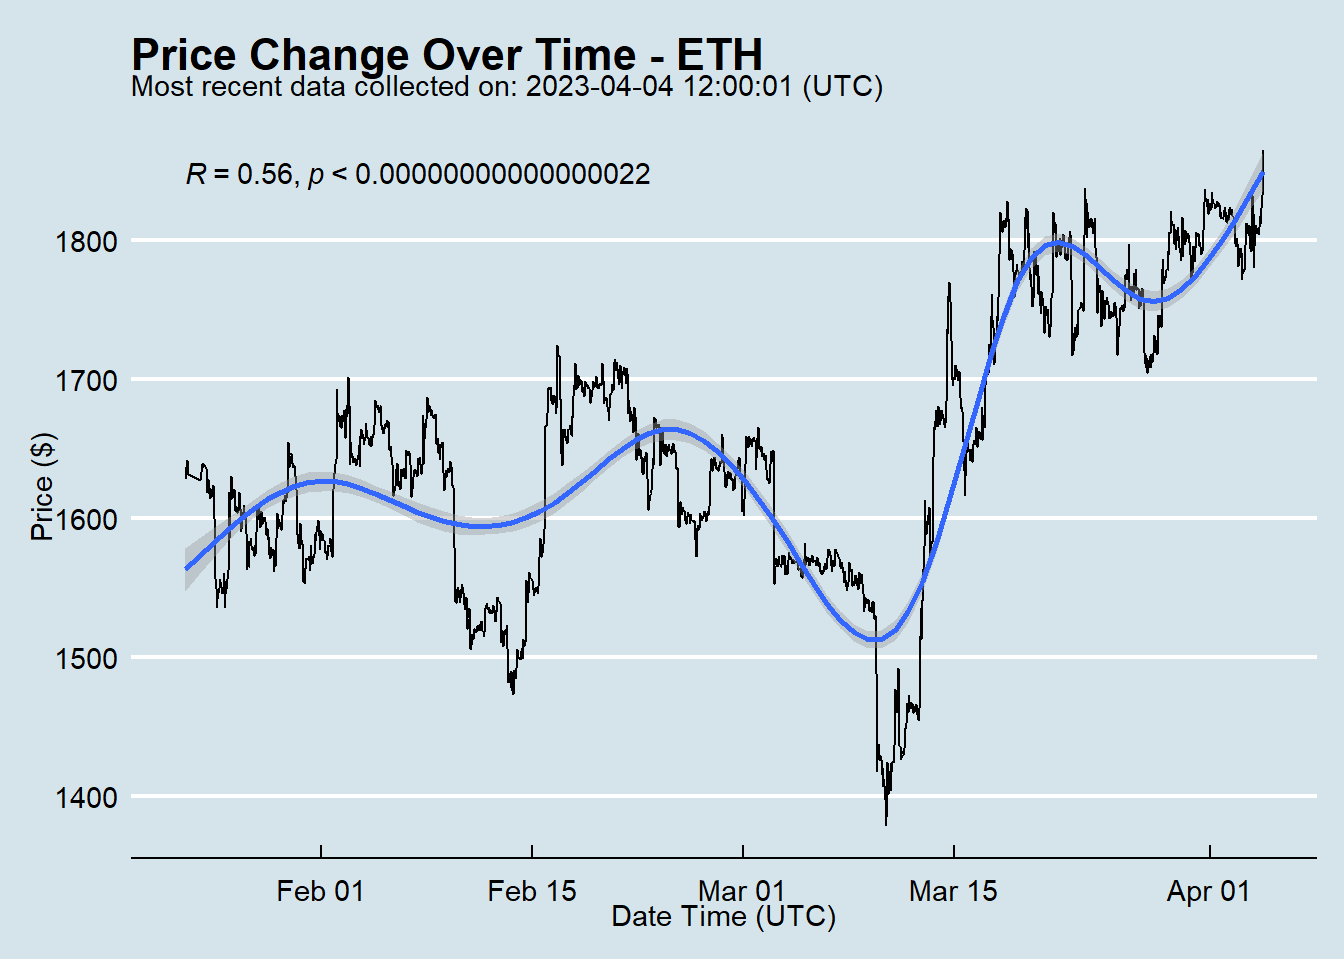 Price Change Over Time - ETH
Most recent data collected on: 2023-04-04 12:00:01 (UTC)
R = 0.56, p < 0.00000000000000022
1800
1700
1600
1500
1400
Price ($)
Feb 01 Feb 15 Mar 01 Mar 15 Apr 01
Date Time (UTC)